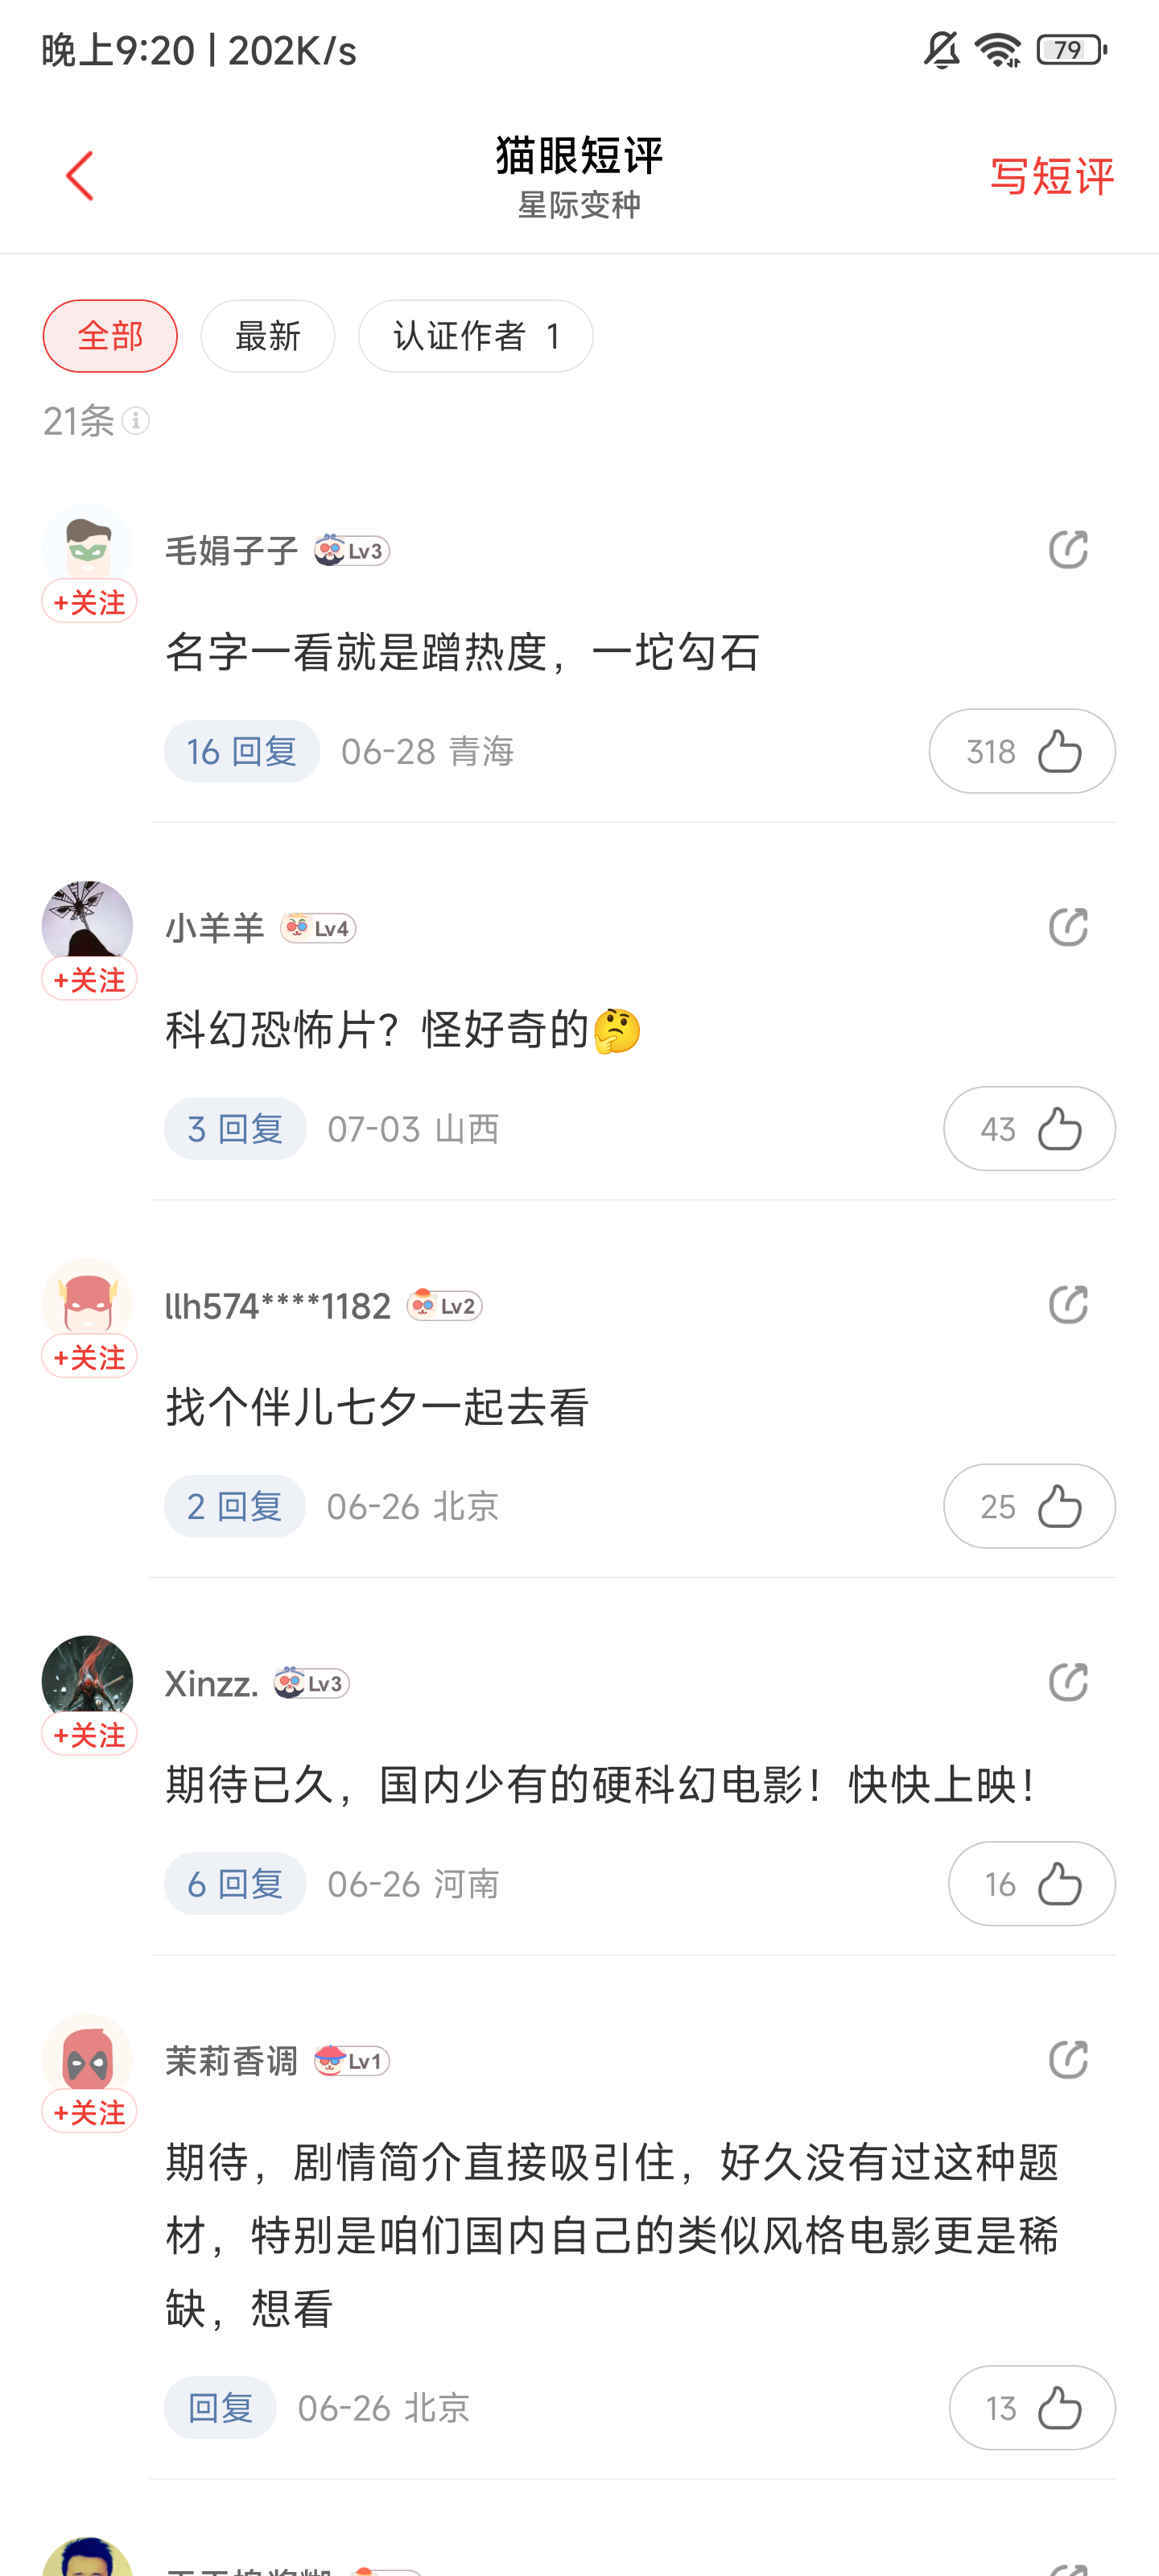 晚上9:20 | 202K/s
79
猫眼短评
星际变种
写短评
全部
最新
认证作者 1
21条
毛娟子子 Lv3
+关注
名字一看就是蹭热度，一坨勾石
16 回复 06-28 青海
318
小羊羊 Lv4
+关注
科幻恐怖片？怪好奇的🤔
3 回复 07-03 山西
43
llh574****1182 Lv2
+关注
找个伴儿七夕一起去看
2 回复 06-26 北京
25
Xinzz. Lv3
+关注
期待已久，国内少有的硬科幻电影！快快上映！
6 回复 06-26 河南
16
茉莉香调 Lv1
+关注
期待，剧情简介直接吸引住，好久没有过这种题
材，特别是咱们国内自己的类似风格电影更是稀
缺，想看
回复 06-26 北京
13